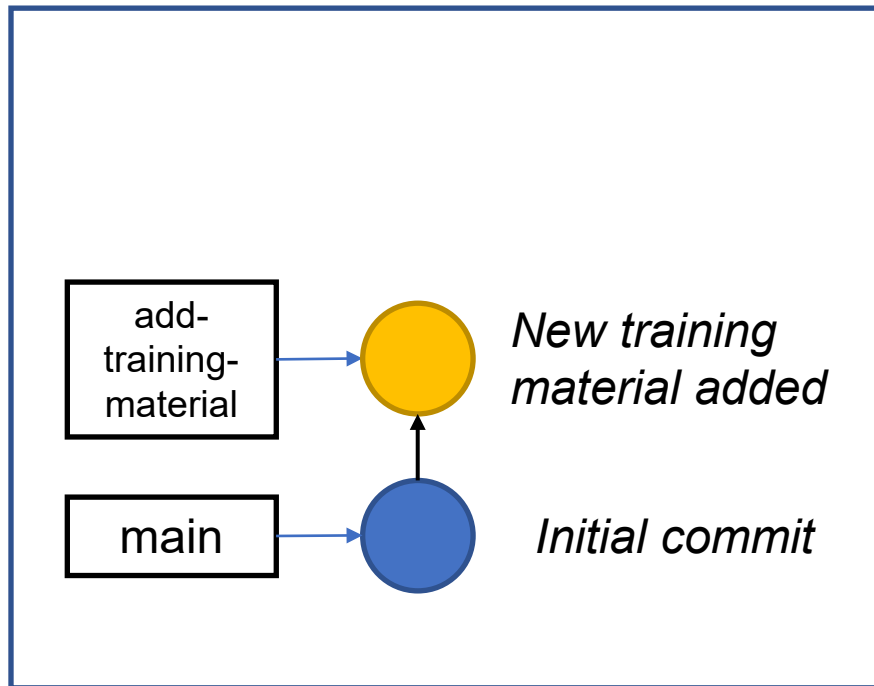 add-
training-
material
New training
material added
main
Initial commit